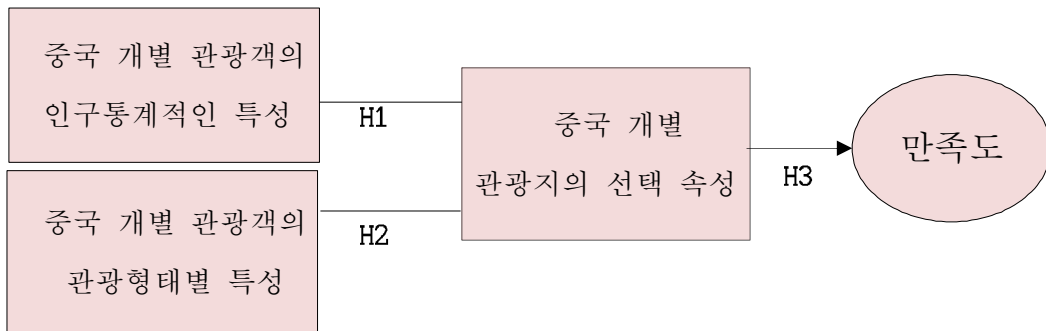 중국 개별 관광객의
인구통계적인 특성
H1
중국 개별 관광객의
관광형태별 특성
H2
중국 개별
관광지의 선택 속성
H3
만족도